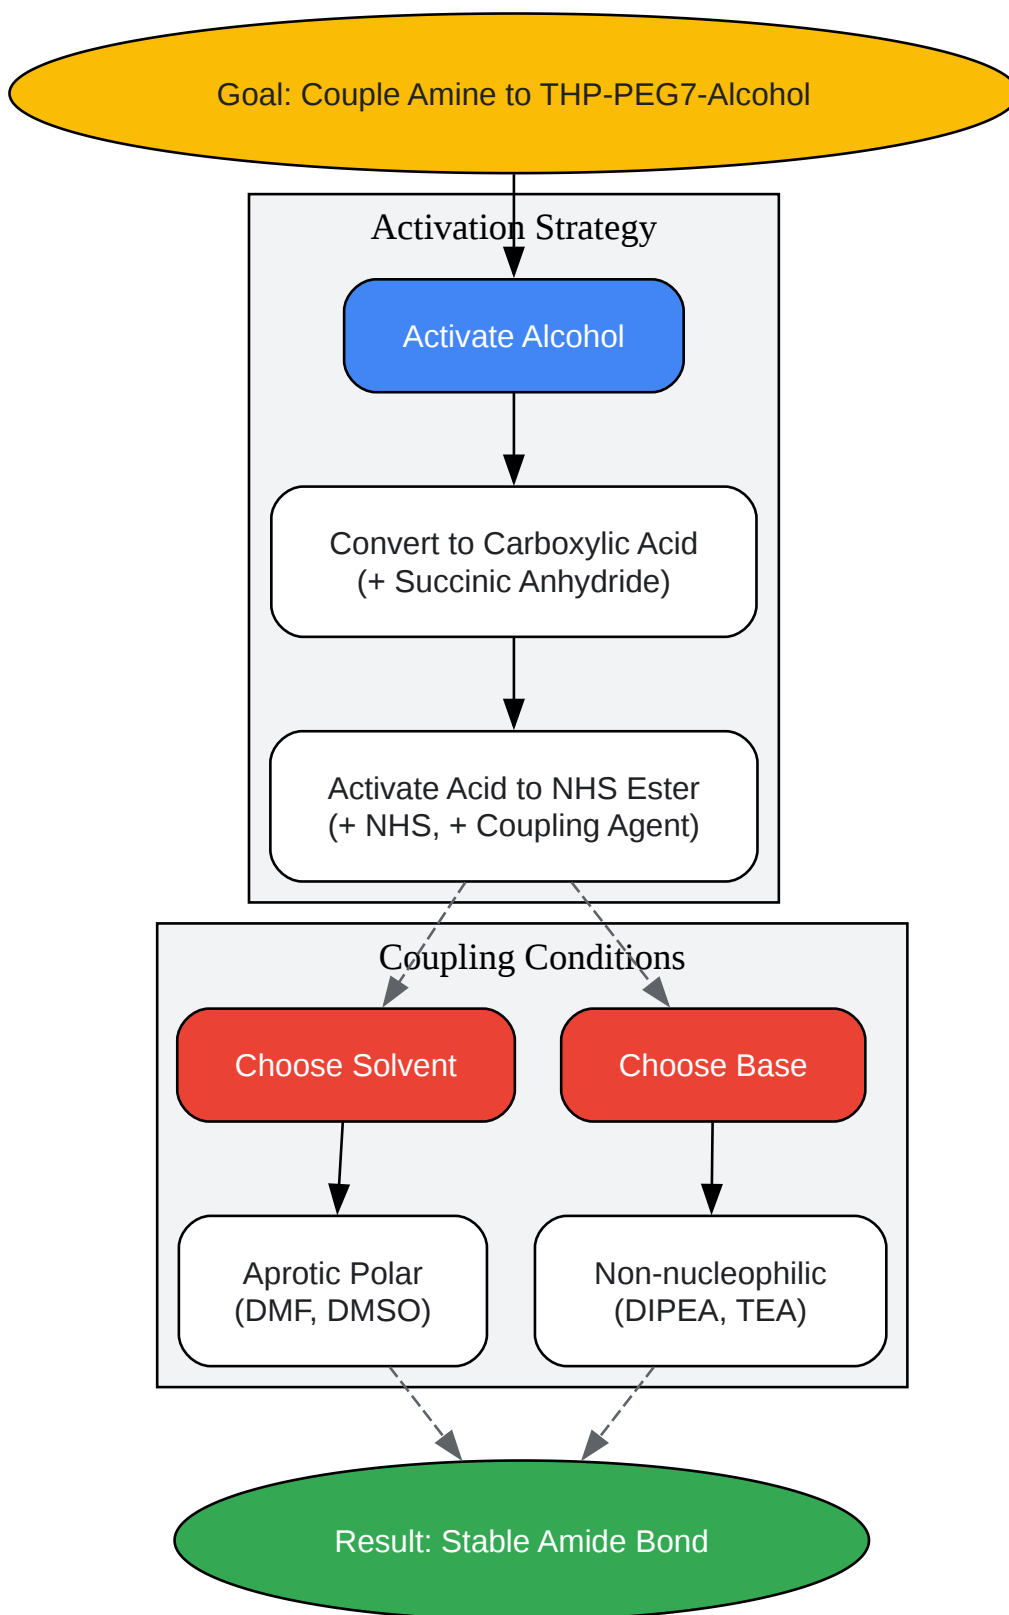 Goal: Couple Amine to THP-PEG7-Alcohol
Activation Strategy
Activate Alcohol
Convert to Carboxylic Acid
(+ Succinic Anhydride)
Activate Acid to NHS Ester
(+ NHS, + Coupling Agent)
Coupling Conditions
Choose Solvent
Choose Base
Aprotic Polar
(DMF, DMSO)
Non-nucleophilic
(DIPEA, TEA)
Result: Stable Amide Bond